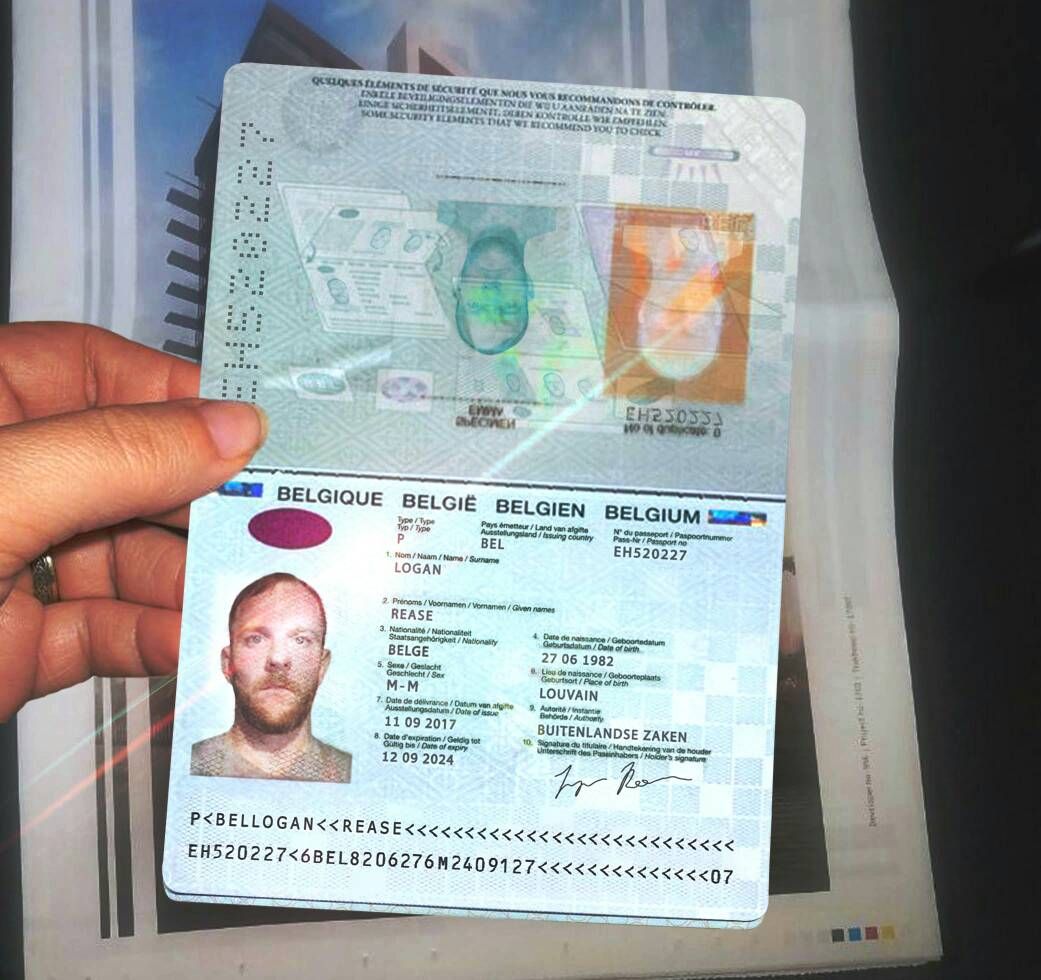 QUELQUES ÉLÉMENTS DE SÉCURITÉ QUE NOUS VOUS RECOMMANDONS DE CONTRÔLER.
ENKELE BEVEILIGINGSELEMENTEN DIE WIJ U AANRADEN NA TE ZIEN.
EINIGE SICHERHEITSELEMENTE, DEREN KONTROLLE WIR EMPFEHLEN.
SOME SECURITY ELEMENTS THAT WE RECOMMEND YOU TO CHECK.
EH520227
SPECIMEN
EH520227
No of duplicate: 0
BELGIQUE BELGIË BELGIEN BELGIUM
Type / Type
Typ / Type
P
Pays émetteur / Land van afgifte
Ausstellungsland / Issuing country
BEL
N° du passeport / Paspoortnummer
Pass-Nr / Passport no
EH520227
1. Nom / Naam / Name / Surname
LOGAN
2. Prénoms / Voornamen / Vornamen / Given names
REASE
3. Nationalité / Nationaliteit
Staatsangehörigkeit / Nationality
BELGE
4. Date de naissance / Geboortedatum
Geburtsdatum / Date of birth
27 06 1982
5. Sexe / Geslacht
Geschlecht / Sex
M-M
6. Lieu de naissance / Geboorteplaats
Geburtsort / Place of birth
LOUVAIN
7. Date de délivrance / Datum van afgifte
Ausstellungsdatum / Date of issue
11 09 2017
8. Date d'expiration / Geldig tot
Gültig bis / Date of expiry
12 09 2024
9. Autorité / Instantie
Behörde / Authority
BUITENLANDSE ZAKEN
10. Signature du titulaire / Handtekening van de houder
Unterschrift des Passinhabers / Holder's signature
P<BELLOGAN<<REASE<<<<<<<<<<<<<<<<<<<<<<<<<<<
EH520227<6BEL8206276M2409127<<<<<<<<<<<<<<07